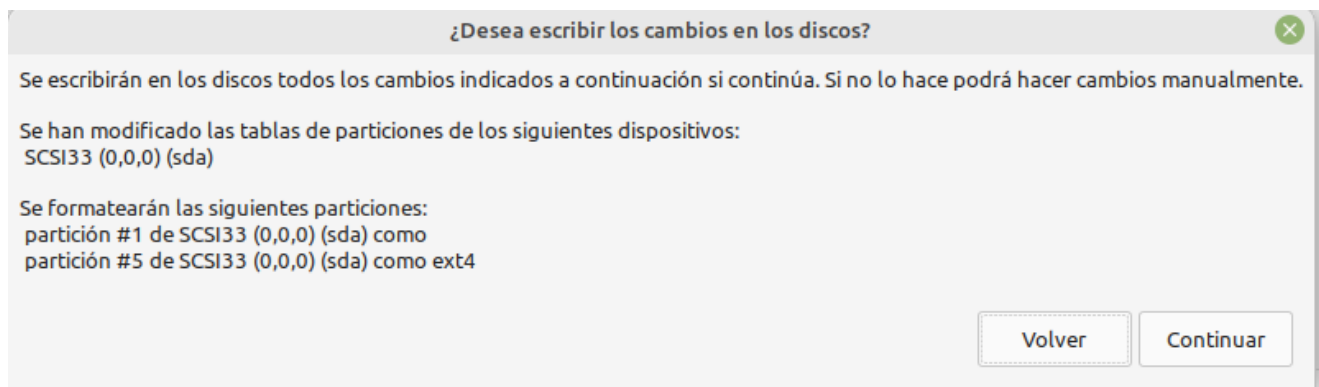 ¿Desea escribir los cambios en los discos?
Se escribirán en los discos todos los cambios indicados a continuación si continúa. Si no lo hace podrá hacer cambios manualmente.
Se han modificado las tablas de particiones de los siguientes dispositivos:
SCSI33 (0,0,0) (sda)
Se formatearán las siguientes particiones:
partición #1 de SCSI33 (0,0,0) (sda) como
partición #5 de SCSI33 (0,0,0) (sda) como ext4
Volver Continuar